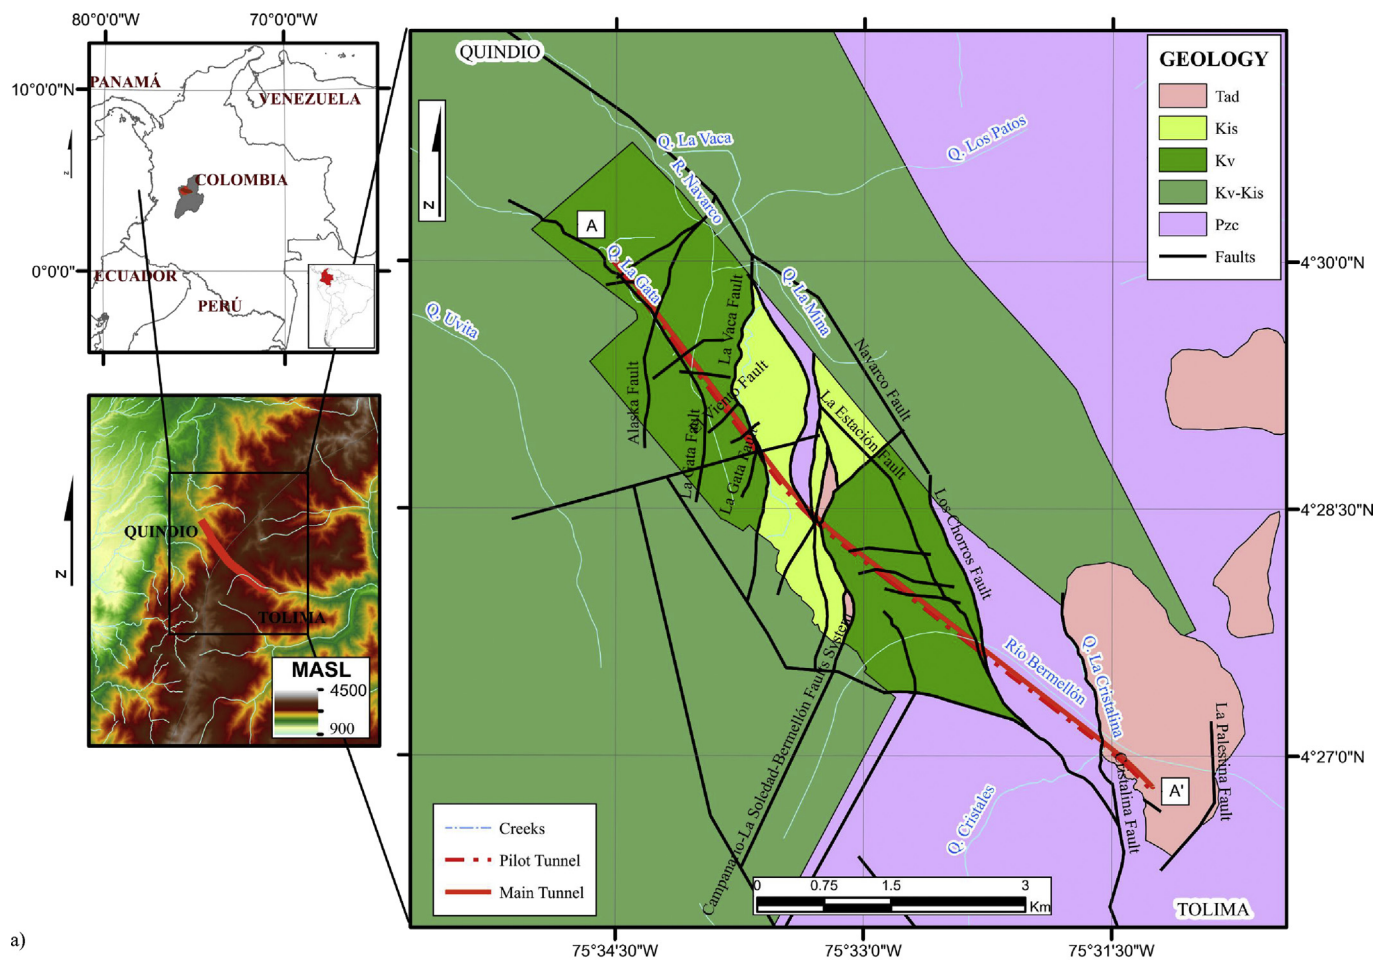 80°0'0"W
70°0'0"W
10°0'0"N
0°0'0"
PANAMÁ
VENEZUELA
COLOMBIA
ECUADOR
PERÚ
z
QUINDIO
TOLIMA
MASL
4500
900
z
a)
QUINDIO
z
A
Q. La Vaca
R. Navarco
Q. Los Patos
Q. La Gata
Q. La Mina
Q. Uvita
La Vaca Fault
Navarco Fault
El Viento Fault
Alaska Fault
La Estación Fault
La Gata Fault
La Gata Fault
Los Chorros Fault
Río Bermellón
Q. La Cristalina
La Palestina Fault
A'
Cristalina Fault
Q. Cristales
Campanario-La Soledad-Bermellón Faults System
TOLIMA
GEOLOGY
Tad
Kis
Kv
Kv-Kis
Pzc
Faults
Creeks
Pilot Tunnel
Main Tunnel
0 0.75 1.5 3
Km
4°30'0"N
4°28'30"N
4°27'0"N
75°34'30"W
75°33'0"W
75°31'30"W